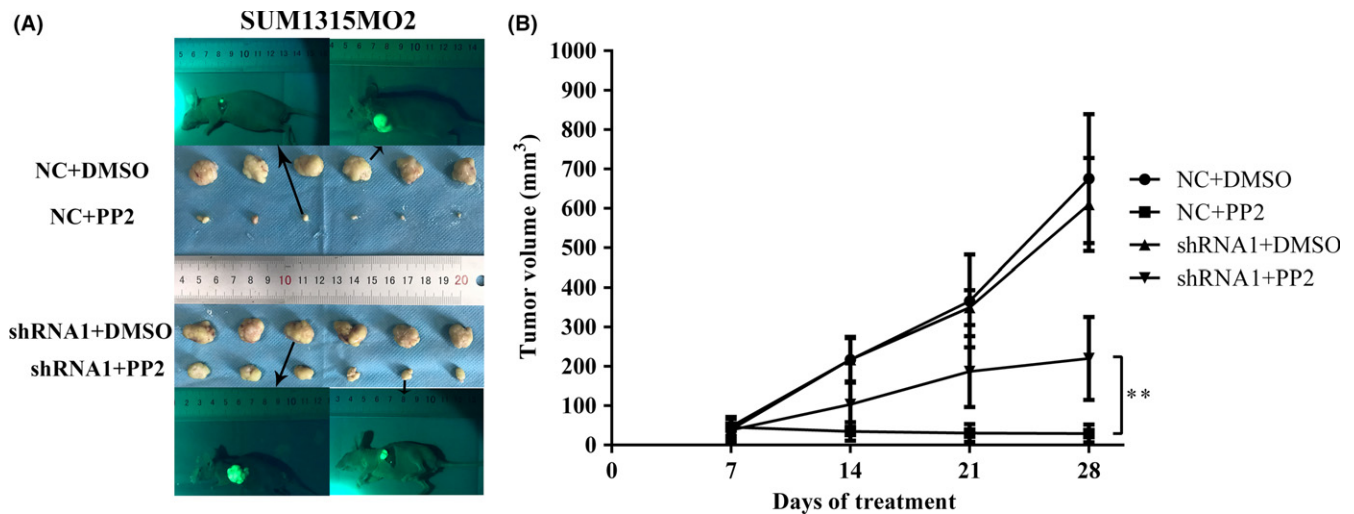 (A)
SUM1315MO2
NC+DMSO
NC+PP2
4 5 6 7 8 9 10 11 12 13 14 15 16 17 18 19 20
shRNA1+DMSO
shRNA1+PP2
(B)
Tumor volume (mm³)
1000
900
800
700
600
500
400
300
200
100
0
0 7 14 21 28
Days of treatment
NC+DMSO
NC+PP2
shRNA1+DMSO
shRNA1+PP2
**